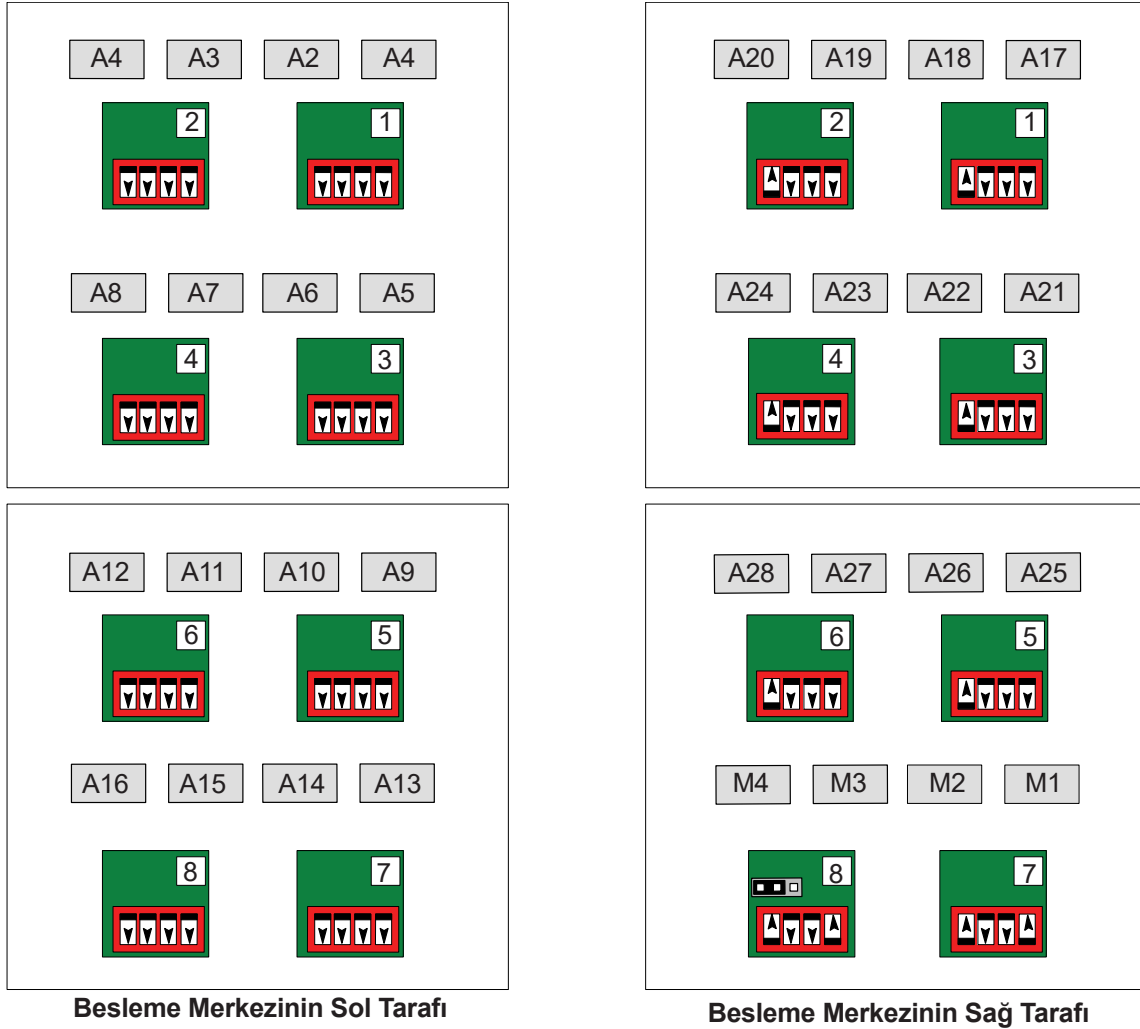 A4 A3 A2 A4
2 1
A8 A7 A6 A5
4 3
A12 A11 A10 A9
6 5
A16 A15 A14 A13
8 7
Besleme Merkezinin Sol Tarafı
A20 A19 A18 A17
2 1
A24 A23 A22 A21
4 3
A28 A27 A26 A25
6 5
M4 M3 M2 M1
8 7
Besleme Merkezinin Sağ Tarafı